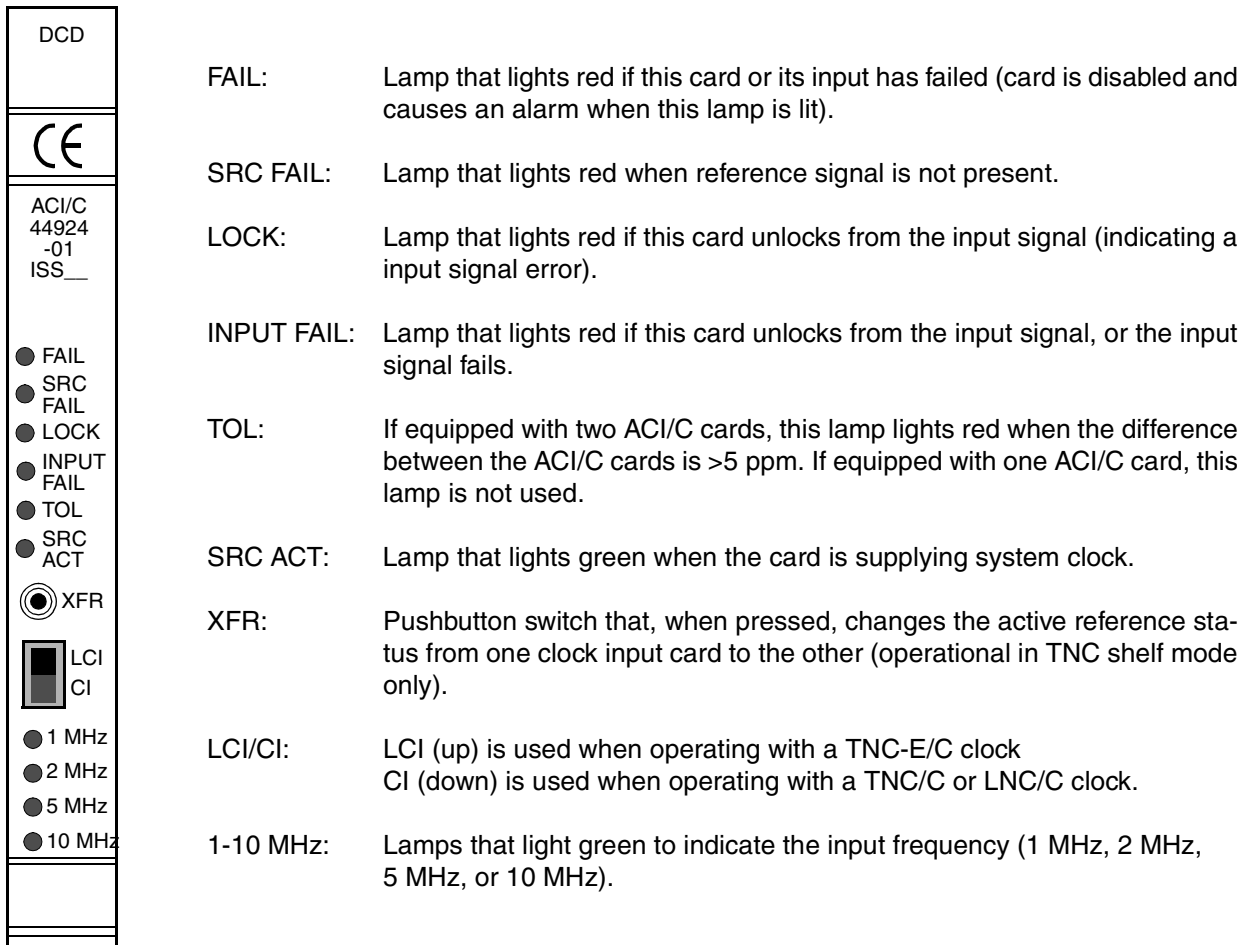 DCD
CE
ACI/C
44924
-01
ISS__
FAIL
SRC
FAIL
LOCK
INPUT
FAIL
TOL
SRC
ACT
XFR
LCI
CI
1 MHz
2 MHz
5 MHz
10 MHz
FAIL: Lamp that lights red if this card or its input has failed (card is disabled and
causes an alarm when this lamp is lit).
SRC FAIL: Lamp that lights red when reference signal is not present.
LOCK: Lamp that lights red if this card unlocks from the input signal (indicating a
input signal error).
INPUT FAIL: Lamp that lights red if this card unlocks from the input signal, or the input
signal fails.
TOL: If equipped with two ACI/C cards, this lamp lights red when the difference
between the ACI/C cards is >5 ppm. If equipped with one ACI/C card, this
lamp is not used.
SRC ACT: Lamp that lights green when the card is supplying system clock.
XFR: Pushbutton switch that, when pressed, changes the active reference sta-
tus from one clock input card to the other (operational in TNC shelf mode
only).
LCI/CI: LCI (up) is used when operating with a TNC-E/C clock
CI (down) is used when operating with a TNC/C or LNC/C clock.
1-10 MHz: Lamps that light green to indicate the input frequency (1 MHz, 2 MHz,
5 MHz, or 10 MHz).